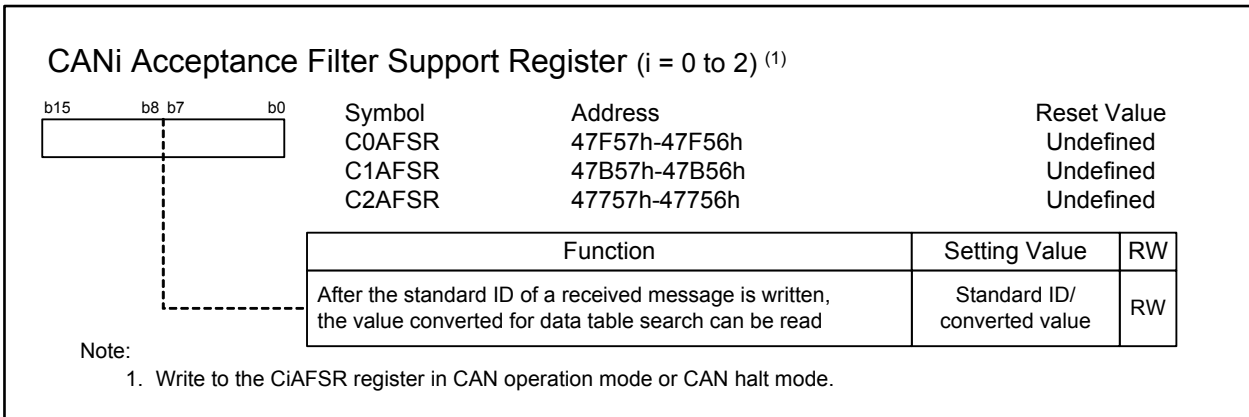 CANi Acceptance Filter Support Register (i = 0 to 2) (1)
b15 b8 b7 b0
Symbol Address Reset Value
C0AFSR 47F57h-47F56h Undefined
C1AFSR 47B57h-47B56h Undefined
C2AFSR 47757h-47756h Undefined
Function Setting Value RW
After the standard ID of a received message is written, Standard ID/ RW
the value converted for data table search can be read converted value
Note:
1. Write to the CiAFSR register in CAN operation mode or CAN halt mode.